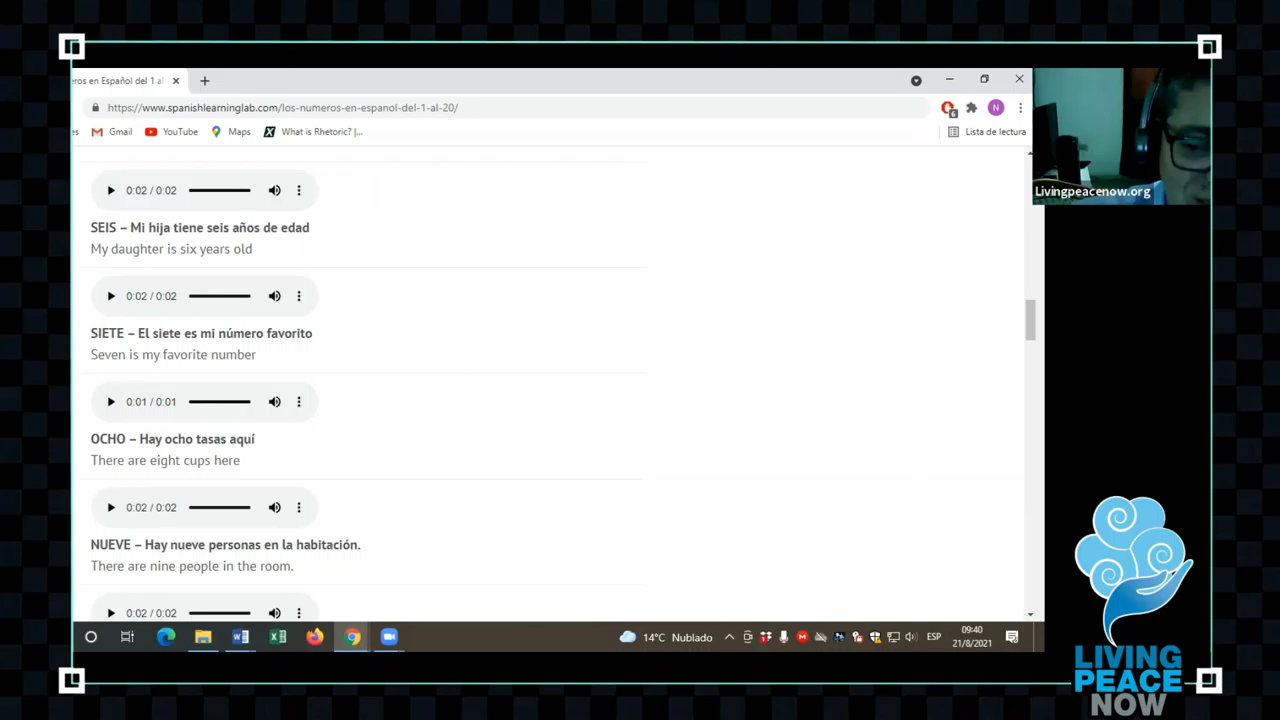 eros en Español del 1 al
https://www.spanishlearninglab.com/los-numeros-en-espanol-del-1-al-20/
es Gmail YouTube Maps What is Rhetoric? |... Lista de lectura
N
6
Livingpeacenow.org
0:02 / 0:02
SEIS – Mi hija tiene seis años de edad
My daughter is six years old
0:02 / 0:02
SIETE – El siete es mi número favorito
Seven is my favorite number
0:01 / 0:01
OCHO – Hay ocho tasas aquí
There are eight cups here
0:02 / 0:02
NUEVE – Hay nueve personas en la habitación.
There are nine people in the room.
0:02 / 0:02
14°C Nublado ESP 09:40
21/8/2021
LIVING
PEACE
NOW